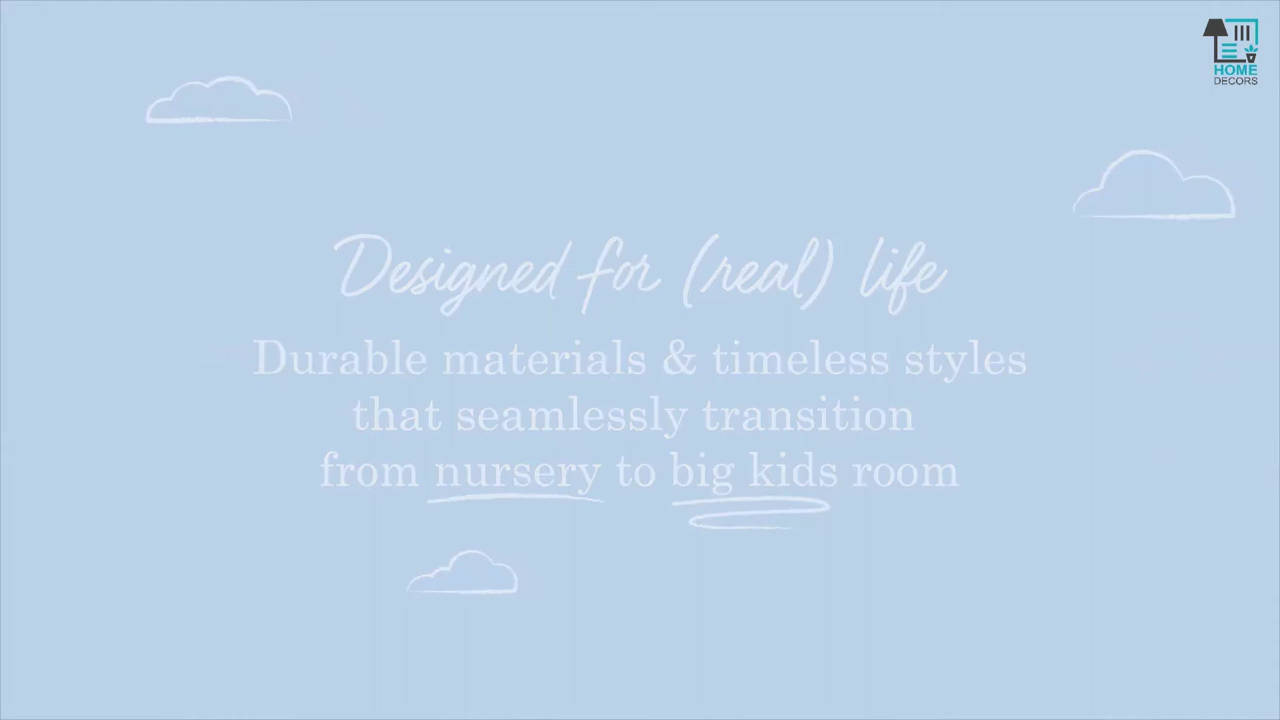 HOME
DECORS
Designed for (real) life
Durable materials & timeless styles
that seamlessly transition
from nursery to big kids room